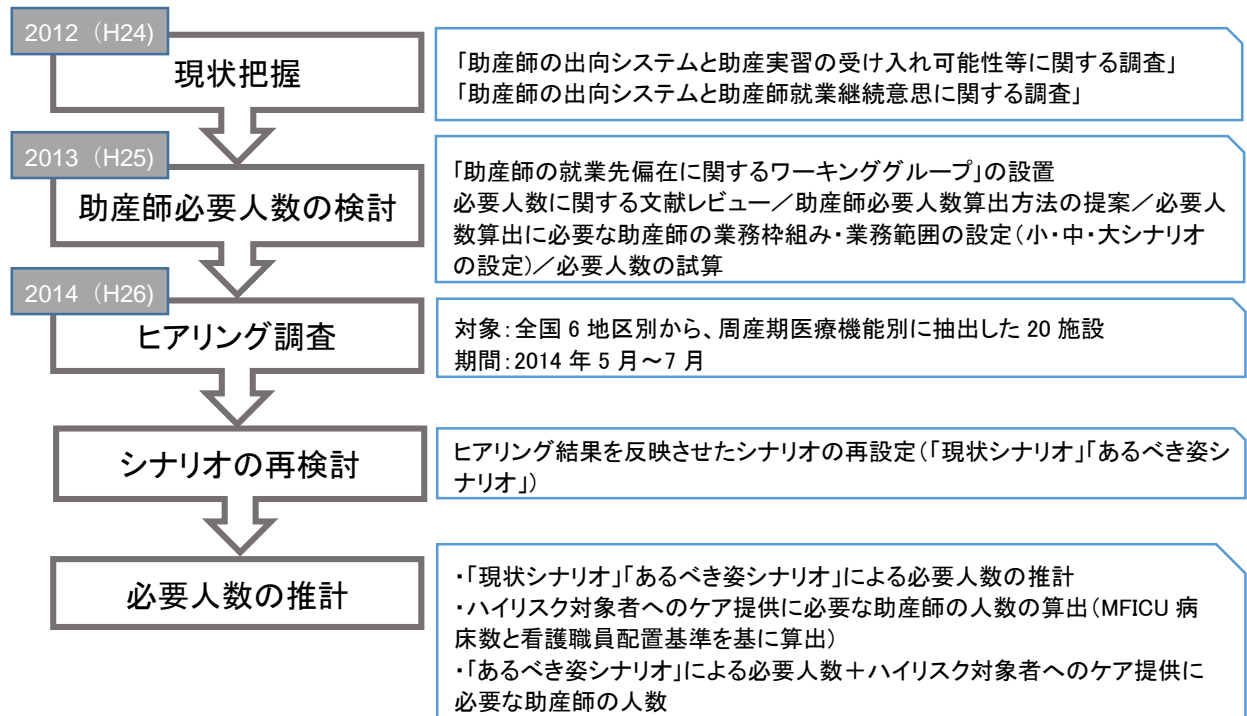 2012（H24)
現状把握
「助産師の出向システムと助産実習の受け入れ可能性等に関する調査」
「助産師の出向システムと助産師就業継続意思に関する調査」
2013（H25)
助産師必要人数の検討
「助産師の就業先偏在に関するワーキンググループ」の設置
必要人数に関する文献レビュー／助産師必要人数算出方法の提案／必要人
数算出に必要な助産師の業務枠組み・業務範囲の設定（小・中・大シナリオ
の設定）／必要人数の試算
2014（H26)
ヒアリング調査
対象：全国 6 地区別から、周産期医療機能別に抽出した 20 施設
期間：2014 年 5 月～7 月
シナリオの再検討
ヒアリング結果を反映させたシナリオの再設定（「現状シナリオ」「あるべき姿シ
ナリオ」）
必要人数の推計
・「現状シナリオ」「あるべき姿シナリオ」による必要人数の推計
・ハイリスク対象者へのケア提供に必要な助産師の人数の算出（MFICU 病
床数と看護職員配置基準を基に算出）
・「あるべき姿シナリオ」による必要人数＋ハイリスク対象者へのケア提供に
必要な助産師の人数